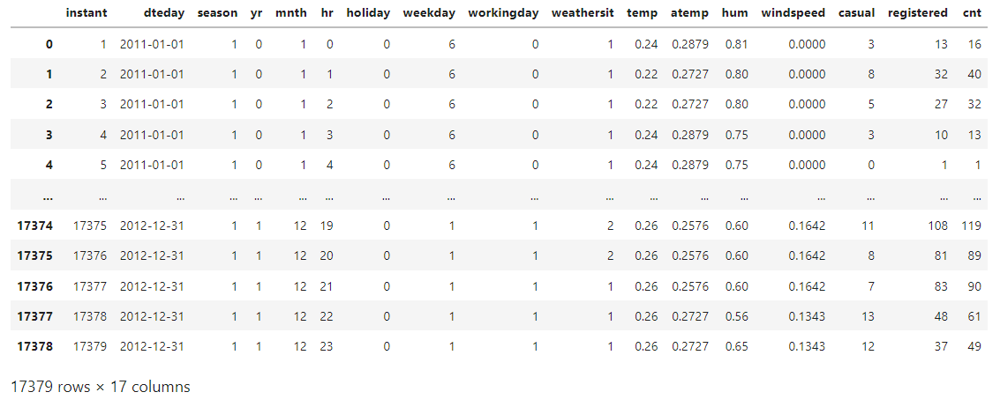 instant dteday season yr mnth hr holiday weekday workingday weathersit temp atemp hum windspeed casual registered cnt
0 1 2011-01-01 1 0 1 0 0 6 0 1 0.24 0.2879 0.81 0.0000 3 13 16
1 2 2011-01-01 1 0 1 1 0 6 0 1 0.22 0.2727 0.80 0.0000 8 32 40
2 3 2011-01-01 1 0 1 2 0 6 0 1 0.22 0.2727 0.80 0.0000 5 27 32
3 4 2011-01-01 1 0 1 3 0 6 0 1 0.24 0.2879 0.75 0.0000 3 10 13
4 5 2011-01-01 1 0 1 4 0 6 0 1 0.24 0.2879 0.75 0.0000 0 1 1
... ... ... ... ... ... ... ... ... ... ... ... ... ... ... ... ... ...
17374 17375 2012-12-31 1 1 12 19 0 1 1 2 0.26 0.2576 0.60 0.1642 11 108 119
17375 17376 2012-12-31 1 1 12 20 0 1 1 2 0.26 0.2576 0.60 0.1642 8 81 89
17376 17377 2012-12-31 1 1 12 21 0 1 1 1 0.26 0.2576 0.60 0.1642 7 83 90
17377 17378 2012-12-31 1 1 12 22 0 1 1 1 0.26 0.2727 0.56 0.1343 13 48 61
17378 17379 2012-12-31 1 1 12 23 0 1 1 1 0.26 0.2727 0.65 0.1343 12 37 49
17379 rows × 17 columns